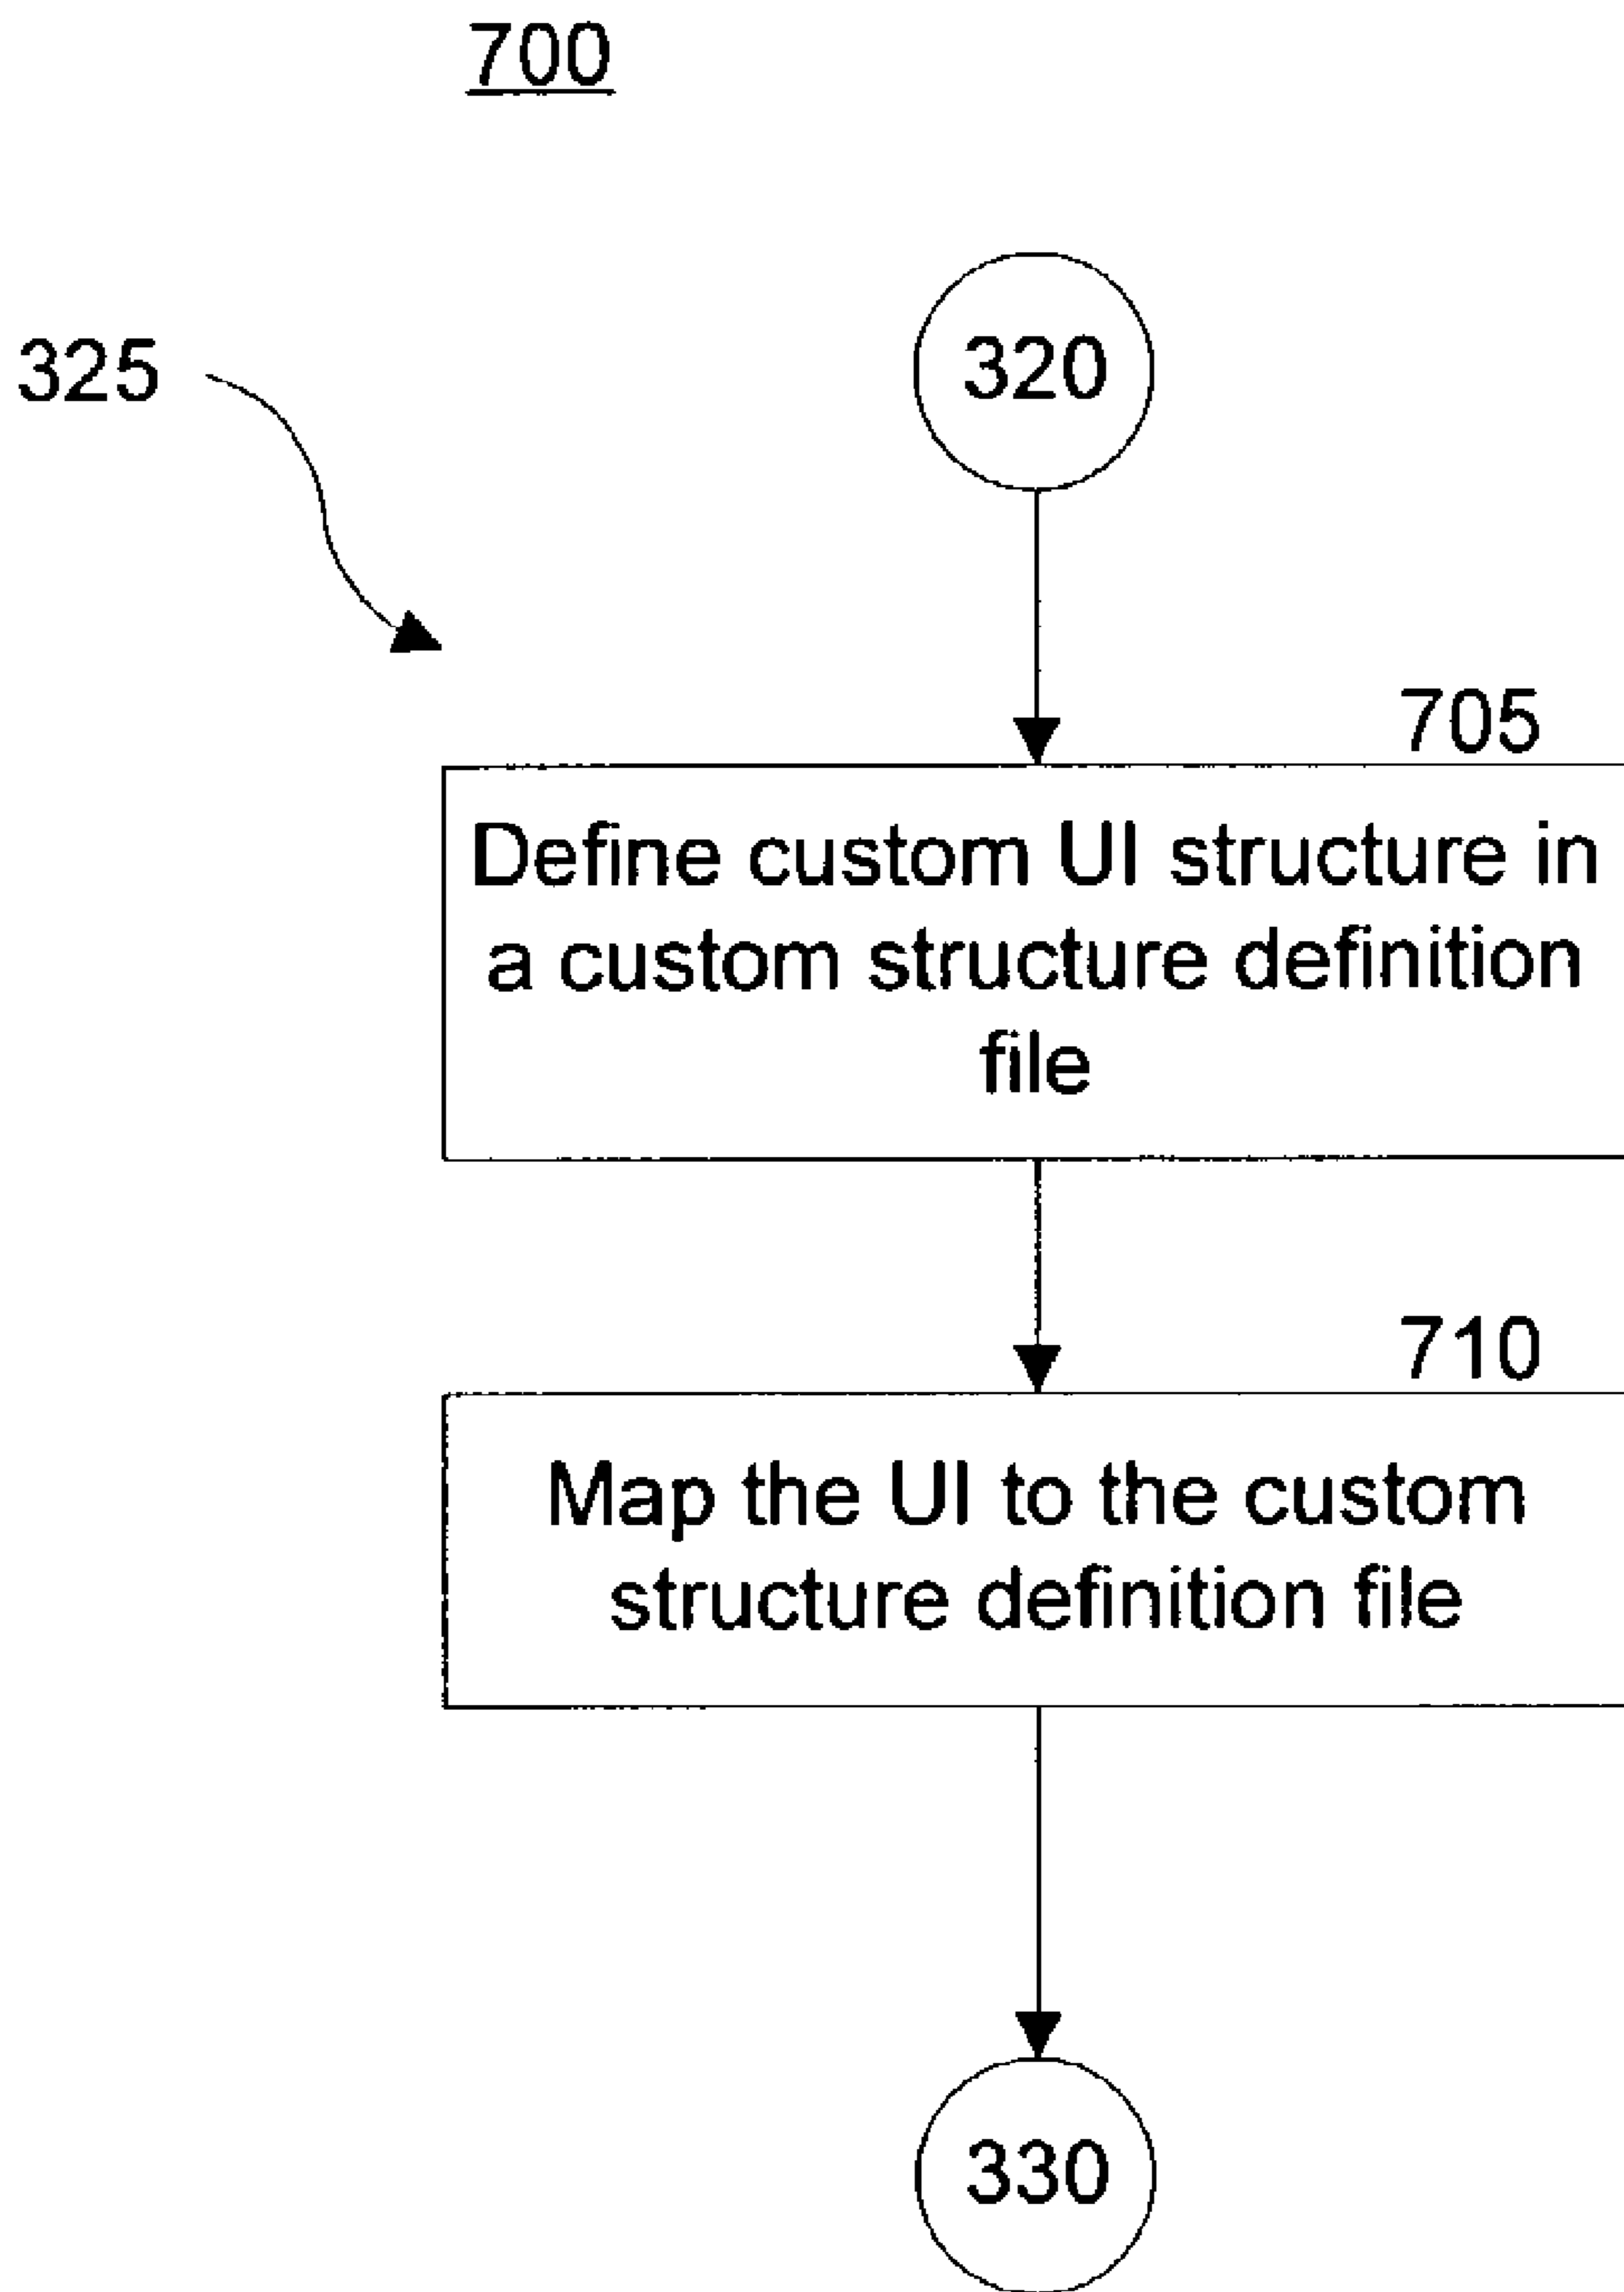 700
325
320
705
Define custom UI structure in
a custom structure definition
file
710
Map the UI to the custom
structure definition file
330